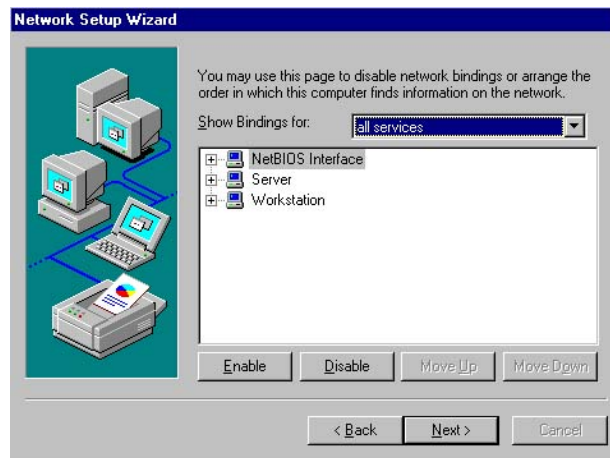 Network Setup Wizard
You may use this page to disable network bindings or arrange the
order in which this computer finds information on the network.
Show Bindings for: all services
NetBIOS Interface
Server
Workstation
Enable Disable Move Up Move Down
< Back Next > Cancel